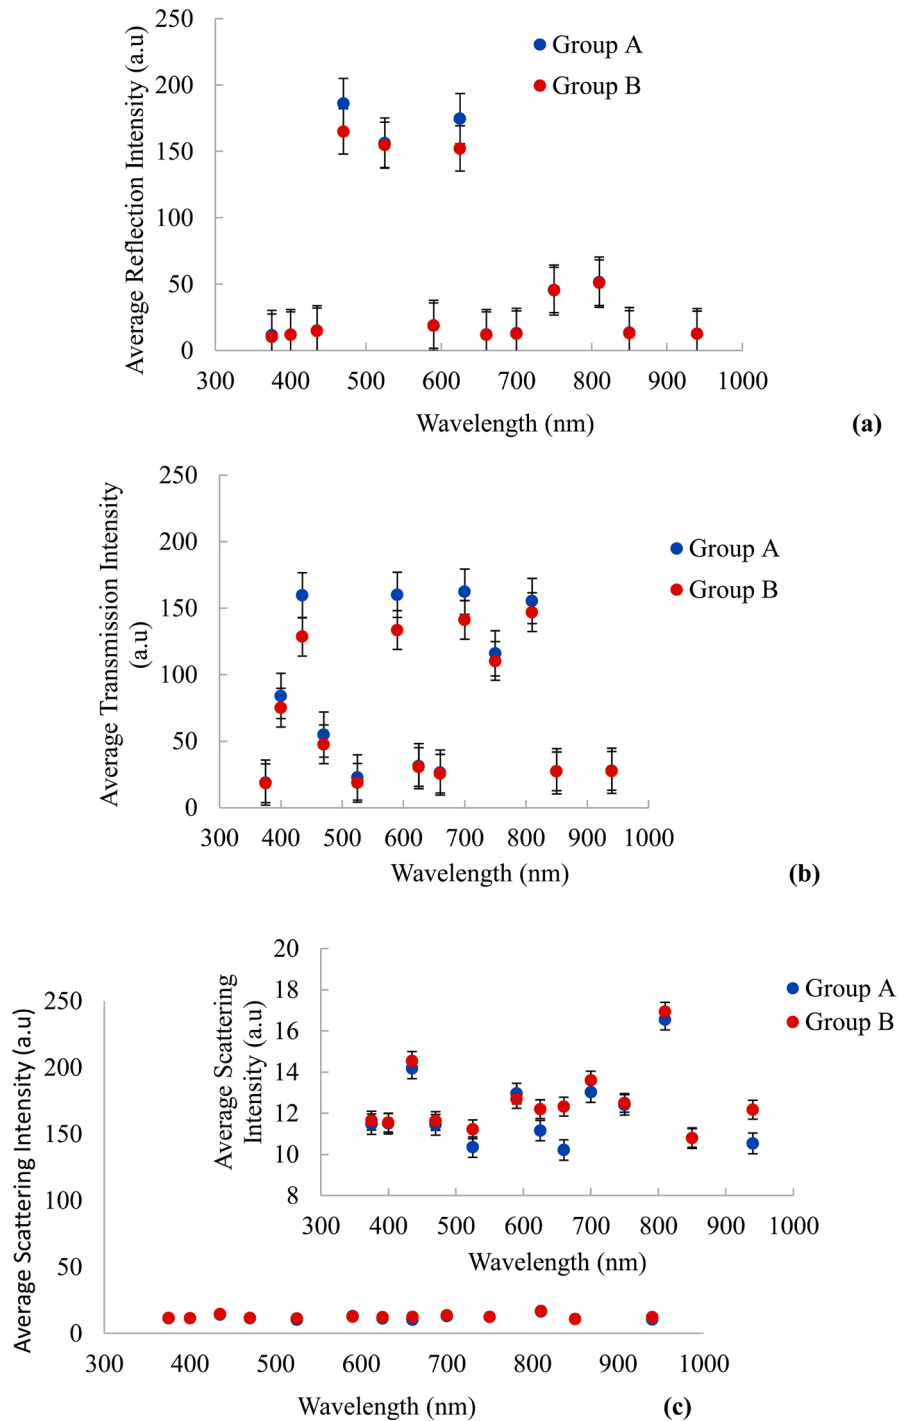 250
200
150
100
50
0
Average Reflection Intensity (a.u)
Group A
Group B
300 400 500 600 700 800 900 1000
Wavelength (nm)
(a)
250
200
150
100
50
0
Average Transmission Intensity
(a.u)
Group A
Group B
300 400 500 600 700 800 900 1000
Wavelength (nm)
(b)
20
18
16
14
12
10
8
Average Scattering
Intensity (a.u)
Group A
Group B
300 400 500 600 700 800 900 1000
Wavelength (nm)
250
200
150
100
50
0
Average Scattering Intensity (a.u)
300 400 500 600 700 800 900 1000
Wavelength (nm)
(c)